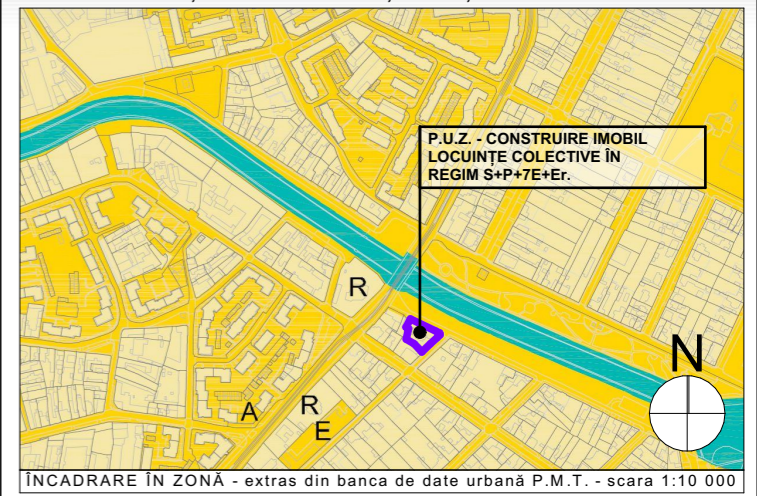 P.U.Z. - CONSTRUIRE IMOBIL
LOCUINȚE COLECTIVE ÎN
REGIM S+P+7E+Er.
R
N
A
R
E
ÎNCADRARE ÎN ZONĂ - extras din banca de date urbană P.M.T. - scara 1:10 000